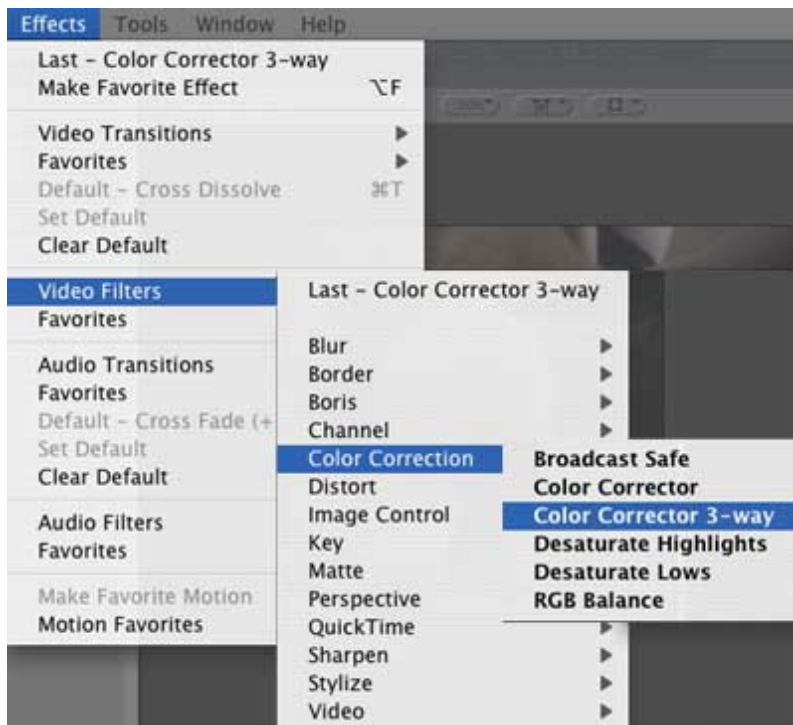 Effects Tools Window Help
Last – Color Corrector 3-way
Make Favorite Effect ⌥F
Video Transitions
Favorites
Default – Cross Dissolve ⌘T
Set Default
Clear Default
Video Filters
Favorites
Audio Transitions
Favorites
Default – Cross Fade (+
Set Default
Clear Default
Audio Filters
Favorites
Make Favorite Motion
Motion Favorites
Last – Color Corrector 3-way
Blur
Border
Boris
Channel
Color Correction
Distort
Image Control
Key
Matte
Perspective
QuickTime
Sharpen
Stylize
Video
Broadcast Safe
Color Corrector
Color Corrector 3-way
Desaturate Highlights
Desaturate Lows
RGB Balance